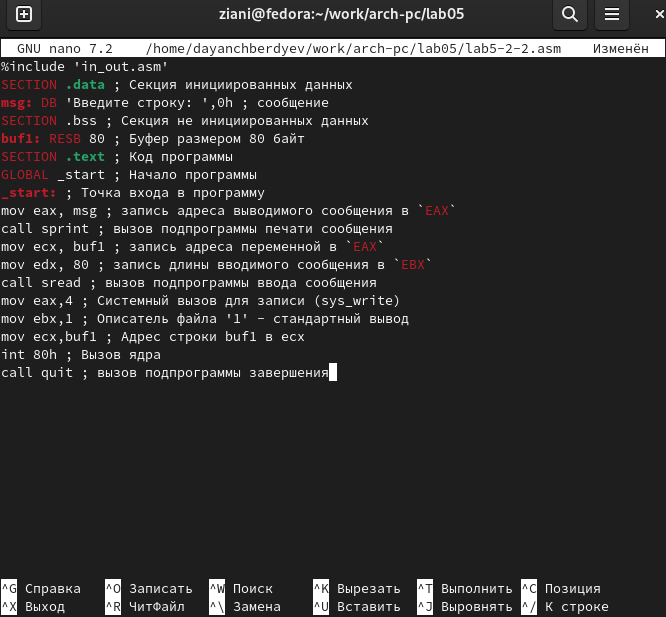 ziani@fedora:~/work/arch-pc/lab05
GNU nano 7.2 /home/dayanchberdyev/work/arch-pc/lab05/lab5-2-2.asm Изменён
%include 'in_out.asm'
SECTION .data ; Секция инициированных данных
msg: DB 'Введите строку: ',0h ; сообщение
SECTION .bss ; Секция не инициированных данных
buf1: RESB 80 ; Буфер размером 80 байт
SECTION .text ; Код программы
GLOBAL _start ; Начало программы
_start: ; Точка входа в программу
mov eax, msg ; запись адреса выводимого сообщения в `EAX`
call sprint ; вызов подпрограммы печати сообщения
mov ecx, buf1 ; запись адреса переменной в `EAX`
mov edx, 80 ; запись длины вводимого сообщения в `EBX`
call sread ; вызов подпрограммы ввода сообщения
mov eax,4 ; Системный вызов для записи (sys_write)
mov ebx,1 ; Описатель файла '1' - стандартный вывод
mov ecx,buf1 ; Адрес строки buf1 в ecx
int 80h ; Вызов ядра
call quit ; вызов подпрограммы завершения
^G Справка ^O Записать ^W Поиск ^K Вырезать ^T Выполнить ^C Позиция
^X Выход ^R ЧитФайл ^\ Замена ^U Вставить ^J Выровнять ^/ К строке